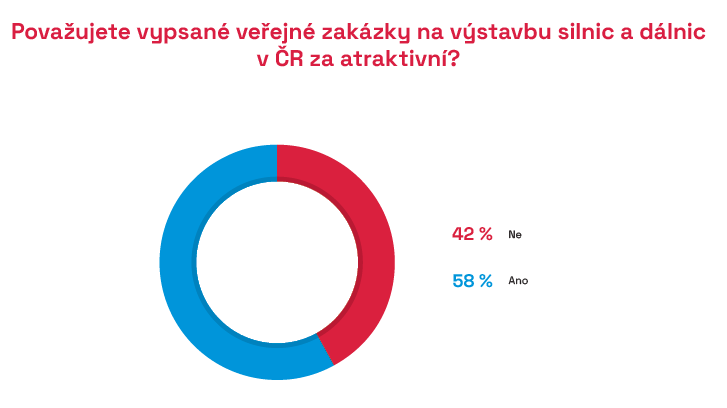 Považujete vypsané veřejné zakázky na výstavbu silnic a dálnic
v ČR za atraktivní?
42 % Ne
58 % Ano